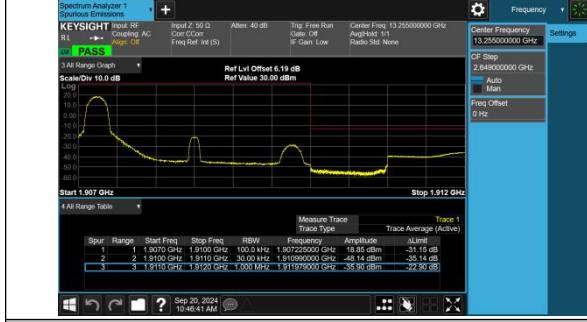 Spectrum Analyzer 1
Spurious Emissions
Frequency
KEYSIGHT Input: RF
RL
Coupling: AC
Align: Off
Input Z: 50 Ω
Corr CCorr
Freq Ref: Int (S)
Atten: 40 dB
Trig: Free Run
Gate: Off
IF Gain: Low
Center Freq: 13.255000000 GHz
Avg|Hold: 1/1
Radio Std: None
PASS
Center Frequency
13.255000000 GHz
Settings
CF Step
2.649000000 GHz
Auto
Man
Freq Offset
0 Hz
3 All Range Graph
Scale/Div 10.0 dB
Ref Lvl Offset 6.19 dB
Ref Value 30.00 dBm
Log
20.0
10.0
0.00
-10.0
-20.0
-30.0
-40.0
-50.0
-60.0
Start 1.907 GHz
Stop 1.912 GHz
4 All Range Table
Measure Trace Trace 1
Trace Type Trace Average (Active)
Spur Range Start Freq Stop Freq RBW Frequency Amplitude ΔLimit
1 1 1.9070 GHz 1.9100 GHz 100.0 kHz 1.907225000 GHz 18.85 dBm -31.15 dB
2 2 1.9100 GHz 1.9110 GHz 30.00 kHz 1.910990000 GHz -48.14 dBm -35.14 dB
3 3 1.9110 GHz 1.9120 GHz 1.000 MHz 1.911979000 GHz -35.90 dBm -22.90 dB
Sep 20, 2024
10:46:41 AM